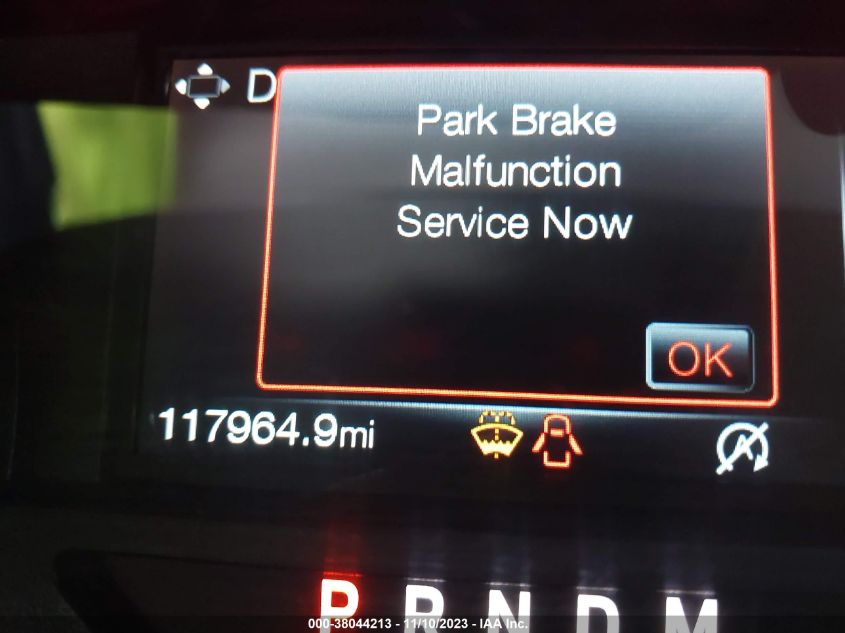 D
Park Brake
Malfunction
Service Now
OK
117964.9mi
A
P R N D M
000-38044213 - 11/10/2023 - IAA Inc.